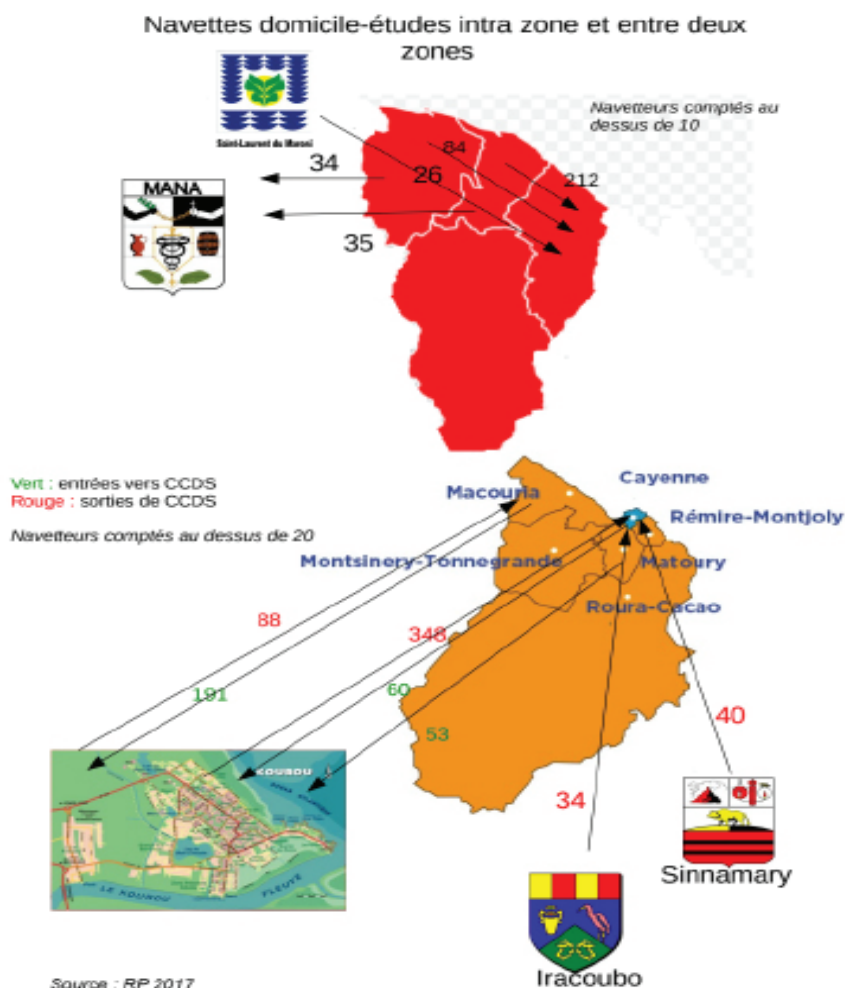 Navettes domicile-études intra zone et entre deux
zones
Navetteurs comptés au
dessus de 10
Saint-Laurent du Maroni
84
34
26
212
MANA
35
Vert : entrées vers CCDS
Rouge : sorties de CCDS
Navetteurs comptés au dessus de 20
Cayenne
Macouria
Rémire-Montjoly
Montsinery-Tonnegrande
Matoury
Roura-Cacao
88
348
191
60
53
40
34
KOUROU
LE KOUROU
FLEUVE
Sinnamary
Iracoubo
Source : RP 2017